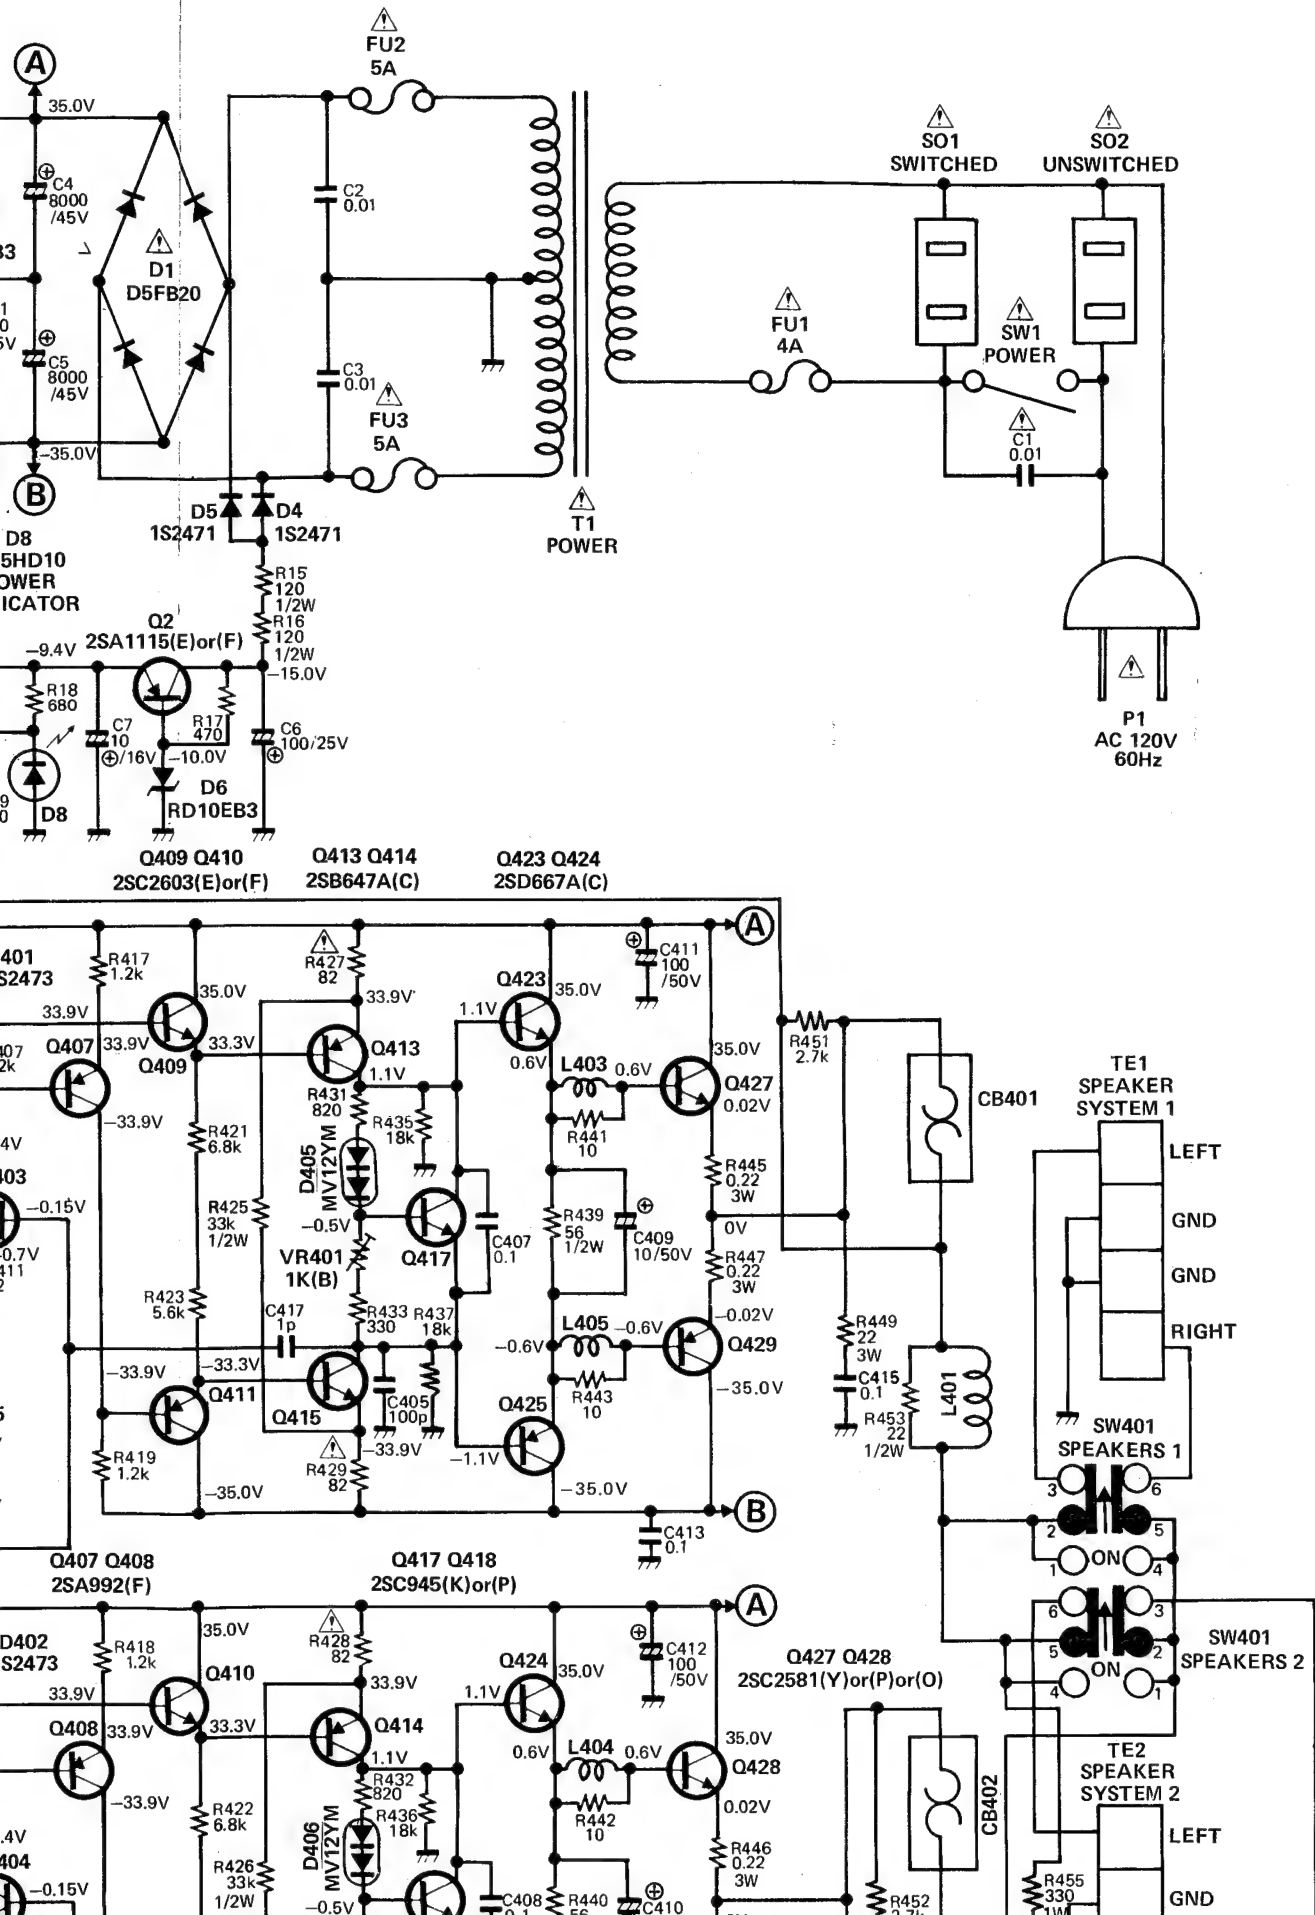 FU2
5A
A
35.0V
C4
8000
/45V
D1
D5FB20
C2
0.01
SO1
SWITCHED
SO2
UNSWITCHED
C5
8000
/45V
C3
0.01
FU3
5A
FU1
4A
SW1
POWER
C1
0.01
-35.0V
B
D5
1S2471
D4
1S2471
T1
POWER
D8
5HD10
R15
120
1/2W
R16
120
1/2W
Q2
2SA1115(E)or(F)
-9.4V
-15.0V
R18
680
C7
10
/16V
R17
470
-10.0V
C6
100/25V
D6
RD10EB3
D8
P1
AC 120V
60Hz
Q409 Q410
2SC2603(E)or(F)
Q413 Q414
2SB647A(C)
Q423 Q424
2SD667A(C)
A
R417
1.2k
R427
82
C411
100
/50V
35.0V
33.9V
Q423
35.0V
33.9V
33.9V
33.3V
1.1V
Q407
Q409
Q413
1.1V
0.6V
L403
0.6V
35.0V
Q427
0.02V
R451
2.7k
CB401
TE1
SPEAKER
SYSTEM 1
LEFT
GND
GND
RIGHT
-33.9V
R421
6.8k
R431
820
R435
18k
R441
10
D405
MV12YM
-0.15V
R425
33k
1/2W
-0.5V
Q417
C407
0.1
R439
56
1/2W
C409
10/50V
R445
0.22
3W
0V
R447
0.22
3W
VR401
1K(B)
R423
5.6k
C417
1p
R433
330
R437
18k
L405
-0.6V
-0.6V
-0.02V
Q429
R449
22
3W
C415
0.1
-33.9V
-33.3V
Q411
Q415
C405
100p
R443
10
Q425
-35.0V
R453
22
1/2W
L401
SW401
SPEAKERS 1
R419
1.2k
-33.9V
R429
82
-1.1V
-35.0V
-35.0V
B
C413
0.1
3
6
2
5
1
ON
4
Q407 Q408
2SA992(F)
Q417 Q418
2SC945(K)or(P)
A
6
3
5
2
4
ON
1
SW401
SPEAKERS 2
D402
R418
1.2k
35.0V
R428
82
C412
100
/50V
Q427 Q428
2SC2581(Y)or(P)or(O)
Q410
33.9V
33.9V
Q424
35.0V
1.1V
Q408
33.9V
33.3V
Q414
1.1V
0.6V
L404
0.6V
35.0V
Q428
0.02V
CB402
TE2
SPEAKER
SYSTEM 2
LEFT
GND
-33.9V
R422
6.8k
R432
820
R436
18k
R442
10
D406
MV12YM
R426
33k
1/2W
-0.15V
-0.5V
C408
R440
C410
R446
0.22
3W
R452
R455
330
1W